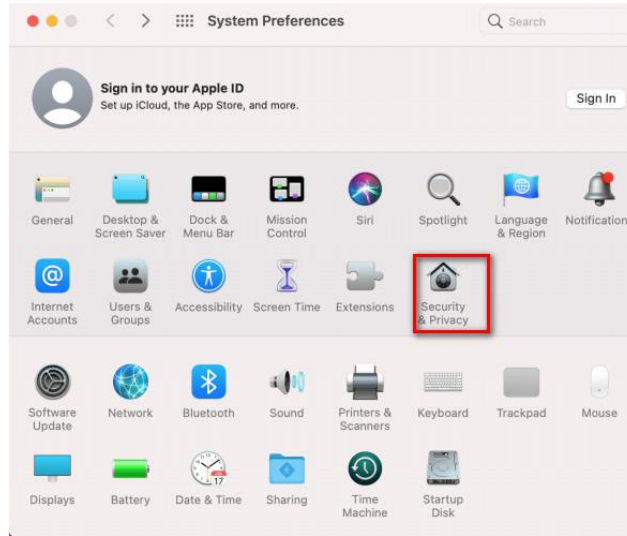 System Preferences
Search
Sign in to your Apple ID
Set up iCloud, the App Store, and more.
Sign In
General
Desktop &
Screen Saver
Dock &
Menu Bar
Mission
Control
Siri
Spotlight
Language
& Region
Notification
Internet
Accounts
Users &
Groups
Accessibility
Screen Time
Extensions
Security
& Privacy
Software
Update
Network
Bluetooth
Sound
Printers &
Scanners
Keyboard
Trackpad
Mouse
Displays
Battery
17
Date & Time
Sharing
Time
Machine
Startup
Disk